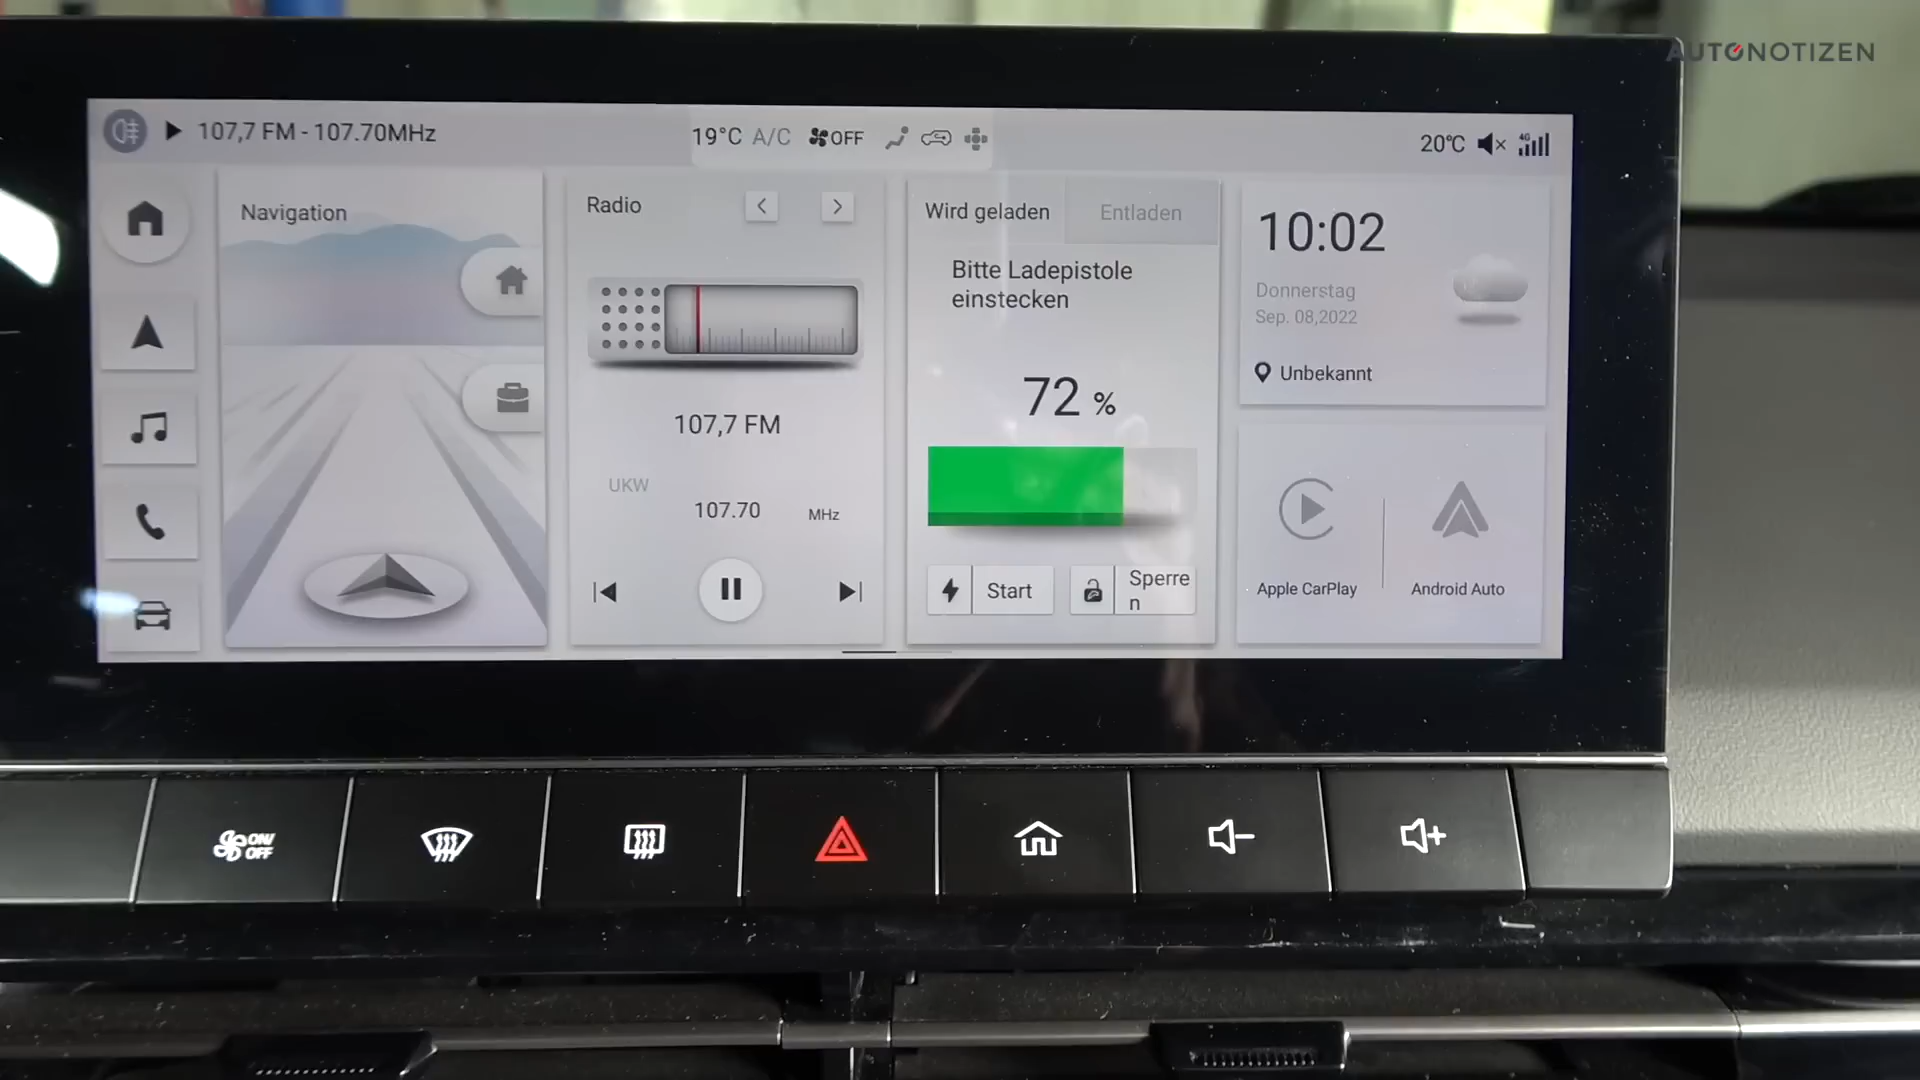 AUTONOTIZEN
107,7 FM - 107.70MHz
19°C A/C OFF
20°C 4G
Navigation
Radio
107,7 FM
UKW
107.70 MHz
Wird geladen Entladen
Bitte Ladepistole
einstecken
72 %
Start
Sperre
n
10:02
Donnerstag
Sep. 08,2022
Unbekannt
Apple CarPlay Android Auto
ON/
OFF